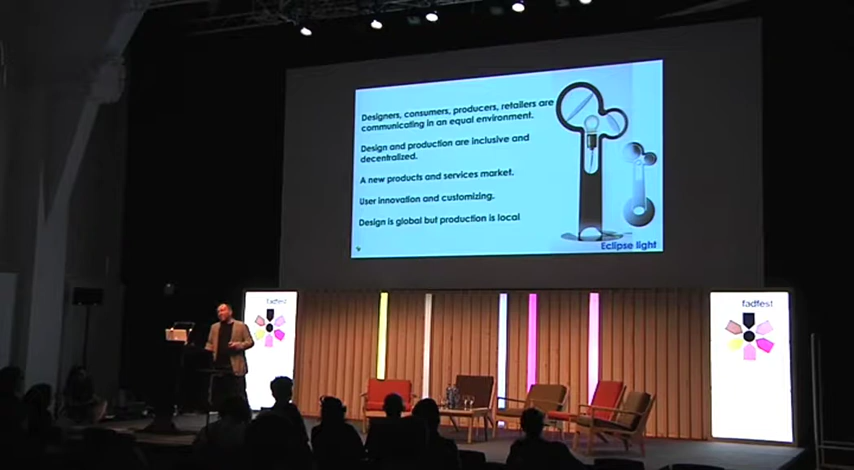 Designers, consumers, producers, retailers are
communicating in an equal environment.
Design and production are inclusive and
decentralized.
A new products and services market.
User innovation and customizing.
Design is global but production is local
Eclipse light
fadfest
fadfest